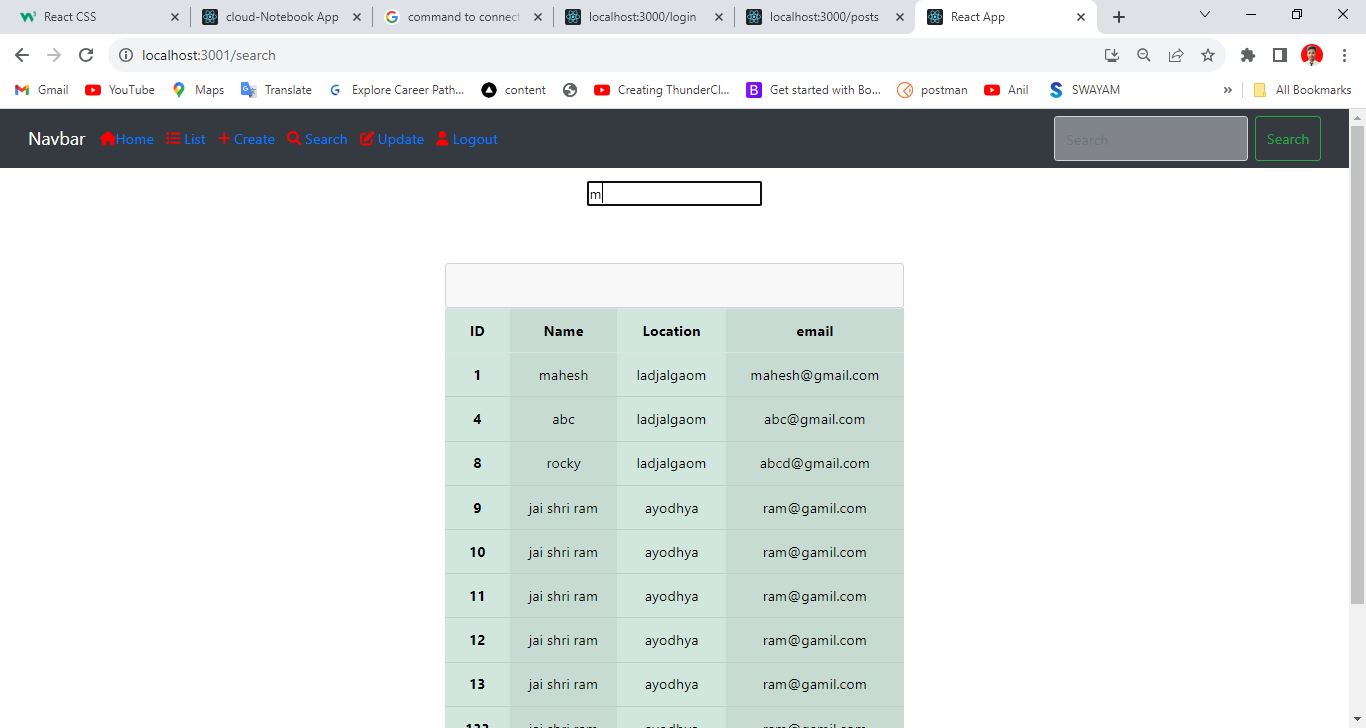 React CSS cloud-Notebook App command to connect localhost:3000/login localhost:3000/posts React App
localhost:3001/search
Gmail YouTube Maps Translate Explore Career Path... content Creating ThunderCl... Get started with Bo... postman Anil SWAYAM » All Bookmarks
Navbar Home List Create Search Update Logout Search Search
m
ID Name Location email
1 mahesh ladjalgaom mahesh@gmail.com
4 abc ladjalgaom abc@gmail.com
8 rocky ladjalgaom abcd@gmail.com
9 jai shri ram ayodhya ram@gamil.com
10 jai shri ram ayodhya ram@gamil.com
11 jai shri ram ayodhya ram@gamil.com
12 jai shri ram ayodhya ram@gamil.com
13 jai shri ram ayodhya ram@gamil.com